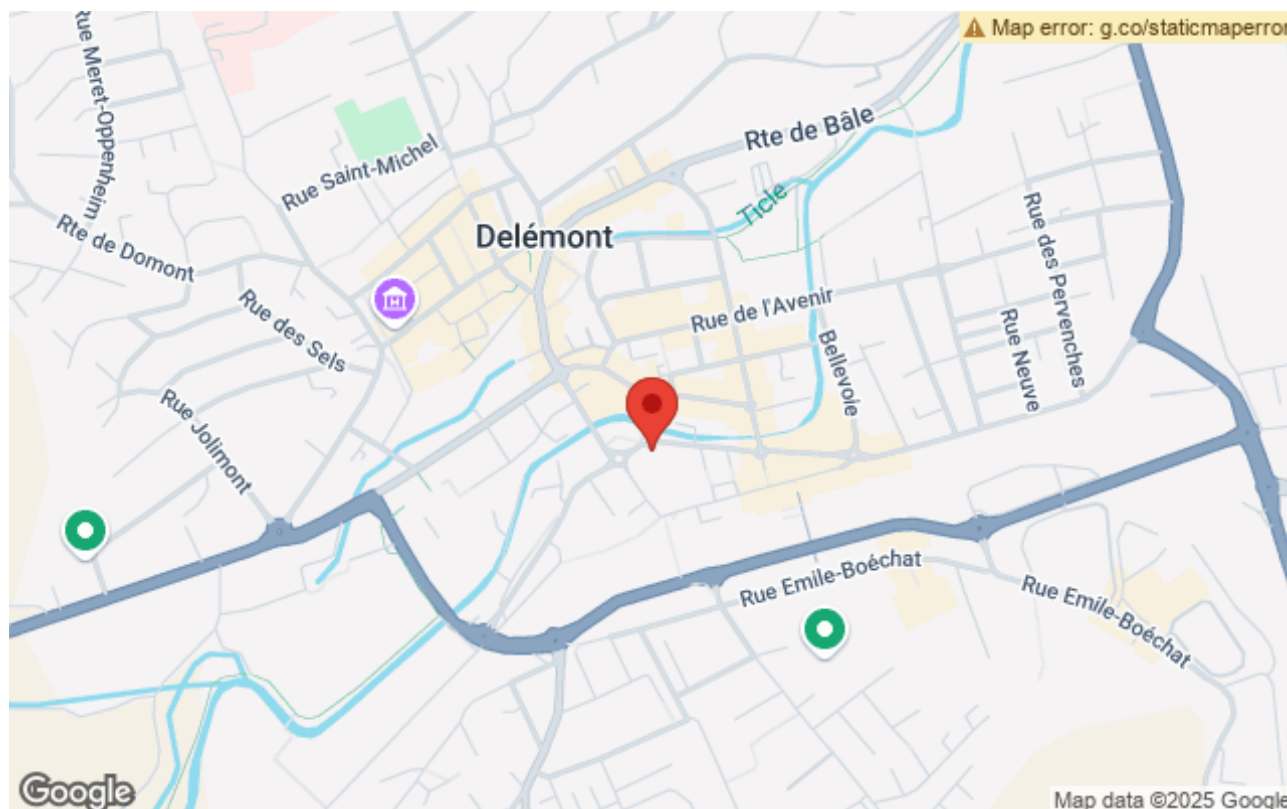 Map error: g.co/staticmaperror
Rue Meret-Oppenheim
Rte de Bâle
Rue Saint-Michel
Ticle
Delémont
Rte de Domont
Rue des Pervenches
Rue des Sels
Rue de l'Avenir
Rue Neuve
Bellevoie
Rue Jolimont
Rue Emile-Boéchat
Rue Emile-Boéchat
Google
Map data ©2025 Google